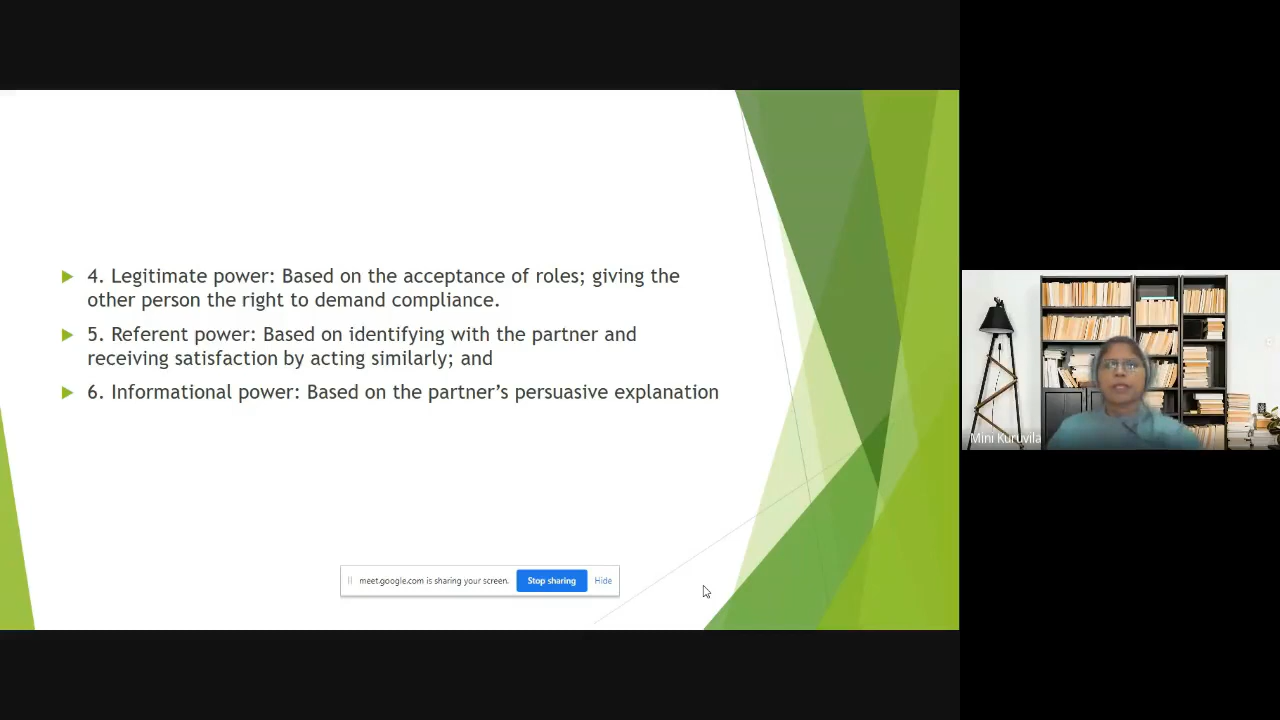 4. Legitimate power: Based on the acceptance of roles; giving the
other person the right to demand compliance.
5. Referent power: Based on identifying with the partner and
receiving satisfaction by acting similarly; and
6. Informational power: Based on the partner's persuasive explanation
Mini Kuruvila
meet.google.com is sharing your screen. Stop sharing Hide